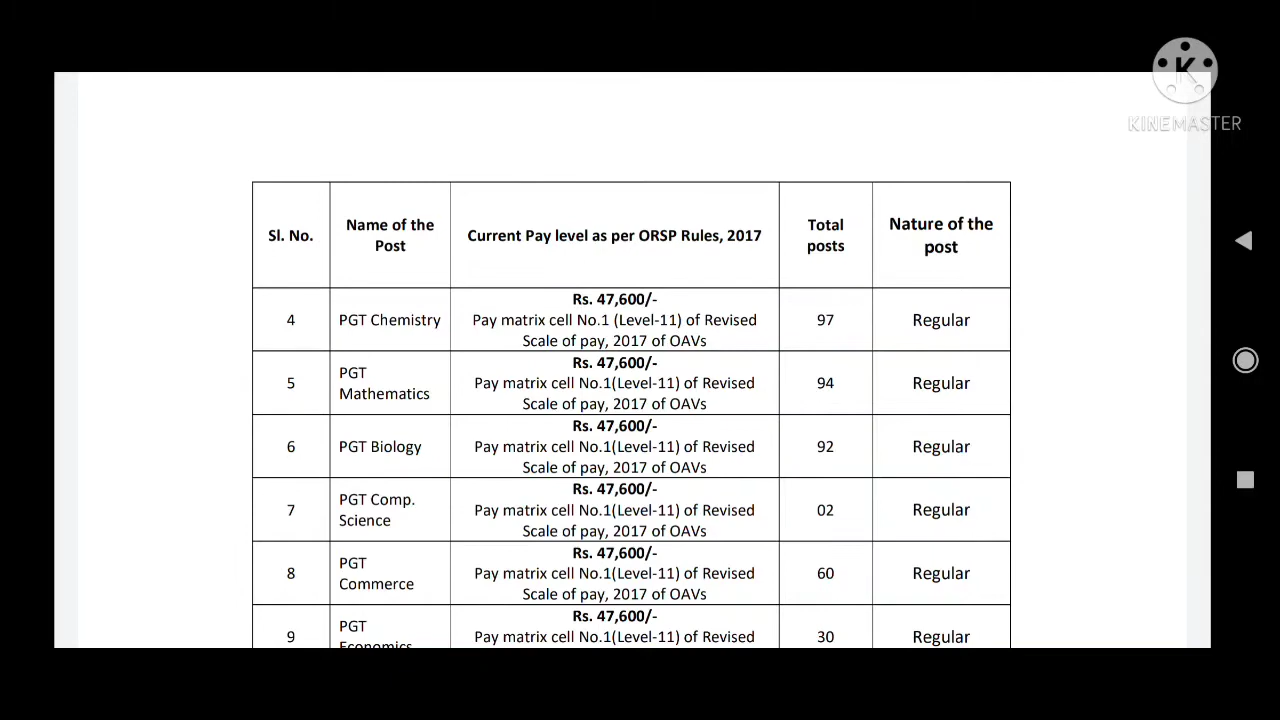 KINEMASTER
Sl. No.
Name of the
Post
Current Pay level as per ORSP Rules, 2017
Total
posts
Nature of the
post
4
PGT Chemistry
Rs. 47,600/-
Pay matrix cell No.1 (Level-11) of Revised
Scale of pay, 2017 of OAVs
97
Regular
5
PGT
Mathematics
Rs. 47,600/-
Pay matrix cell No.1(Level-11) of Revised
Scale of pay, 2017 of OAVs
94
Regular
6
PGT Biology
Rs. 47,600/-
Pay matrix cell No.1(Level-11) of Revised
Scale of pay, 2017 of OAVs
92
Regular
7
PGT Comp.
Science
Rs. 47,600/-
Pay matrix cell No.1(Level-11) of Revised
Scale of pay, 2017 of OAVs
02
Regular
8
PGT
Commerce
Rs. 47,600/-
Pay matrix cell No.1(Level-11) of Revised
Scale of pay, 2017 of OAVs
60
Regular
9
PGT
Economics
Rs. 47,600/-
Pay matrix cell No.1(Level-11) of Revised
30
Regular